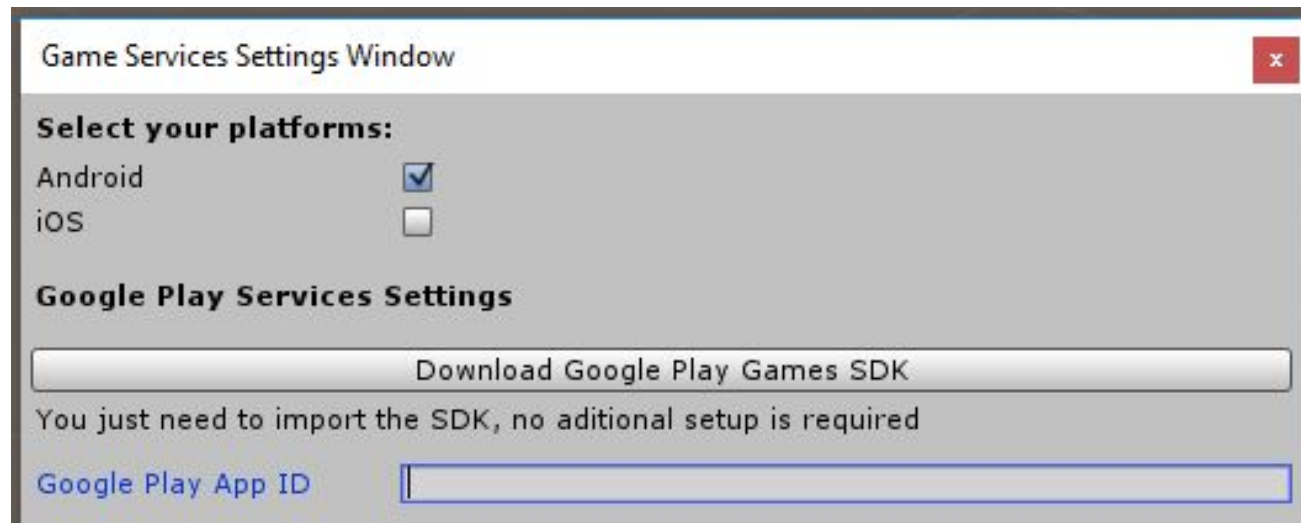 Game Services Settings Window
x
Select your platforms:
Android
iOS
Google Play Services Settings
Download Google Play Games SDK
You just need to import the SDK, no aditional setup is required
Google Play App ID